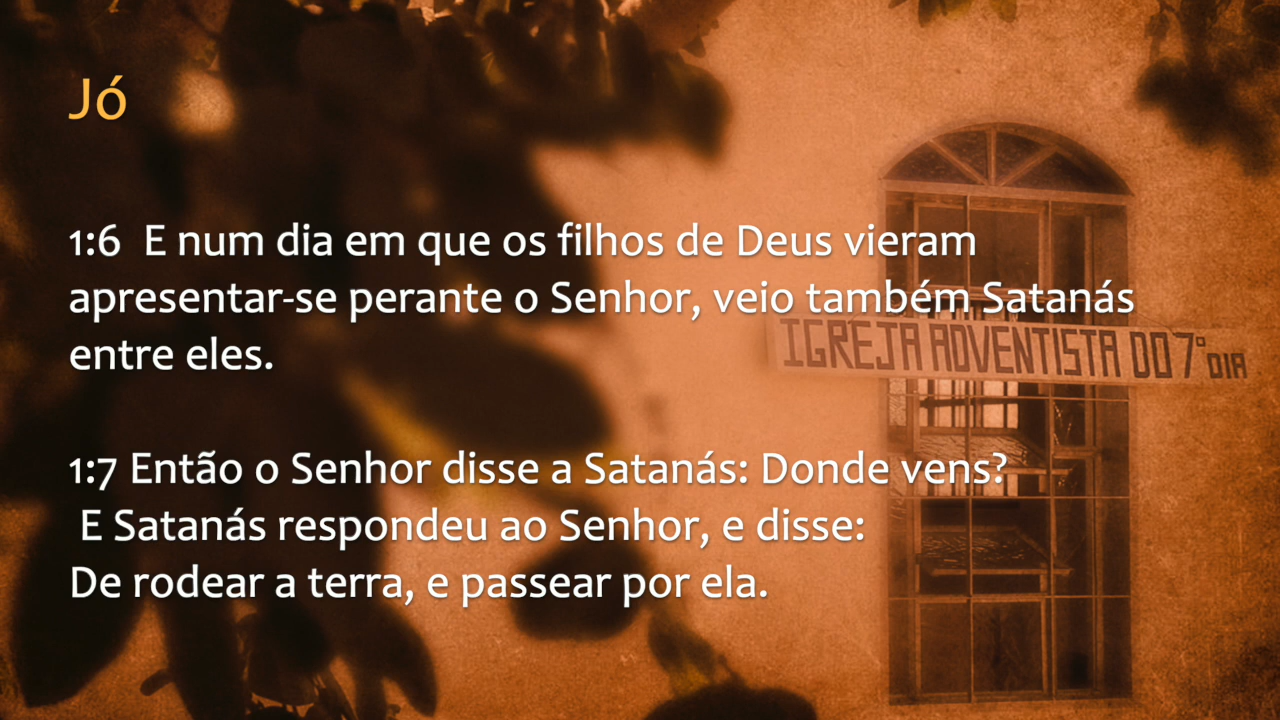 Jó
1:6  E num dia em que os filhos de Deus vieram
apresentar-se perante o Senhor, veio também Satanás
entre eles.
1:7 Então o Senhor disse a Satanás: Donde vens?
E Satanás respondeu ao Senhor, e disse:
De rodear a terra, e passear por ela.
IGREJA ADVENTISTA DO 7° DIA